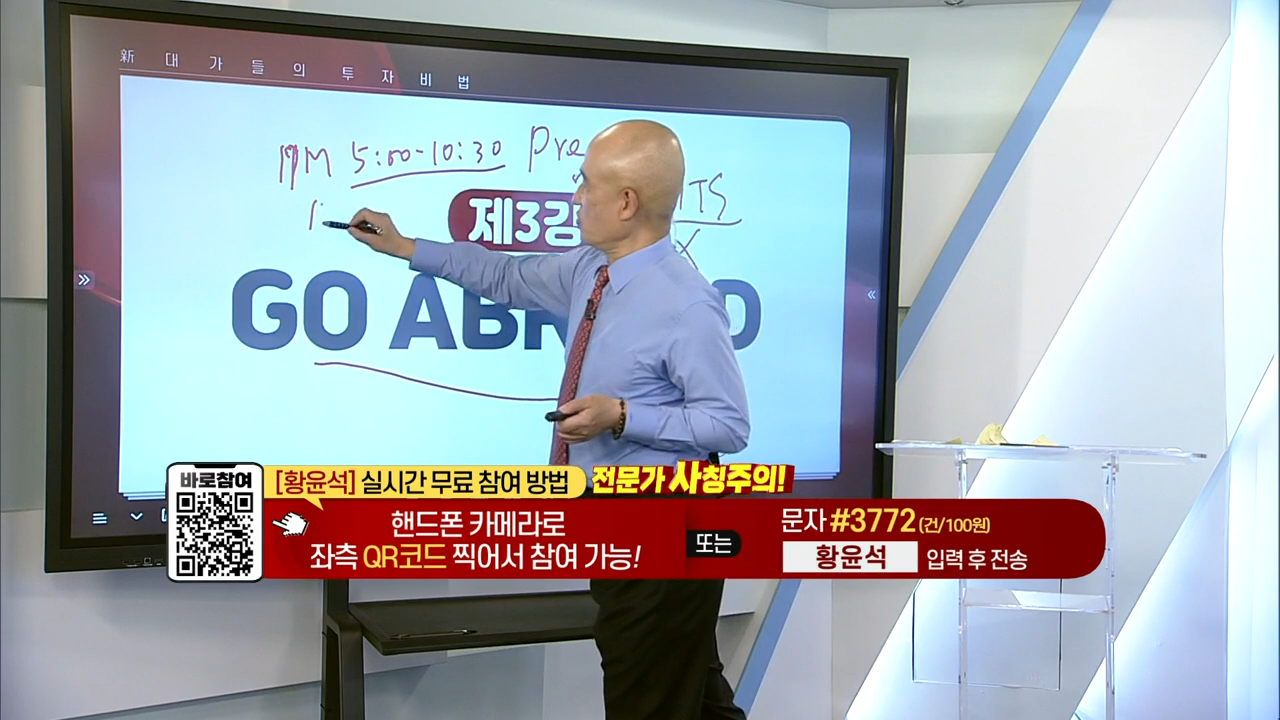 新대가들의투자비법
PM 5:00-10:30 Pre
제3강
GO AB
바로참여
[황윤석] 실시간 무료 참여 방법
전문가 사칭주의!
핸드폰 카메라로
좌측 QR코드 찍어서 참여 가능!
또는
문자 #3772 (건/100원)
황윤석 입력 후 전송